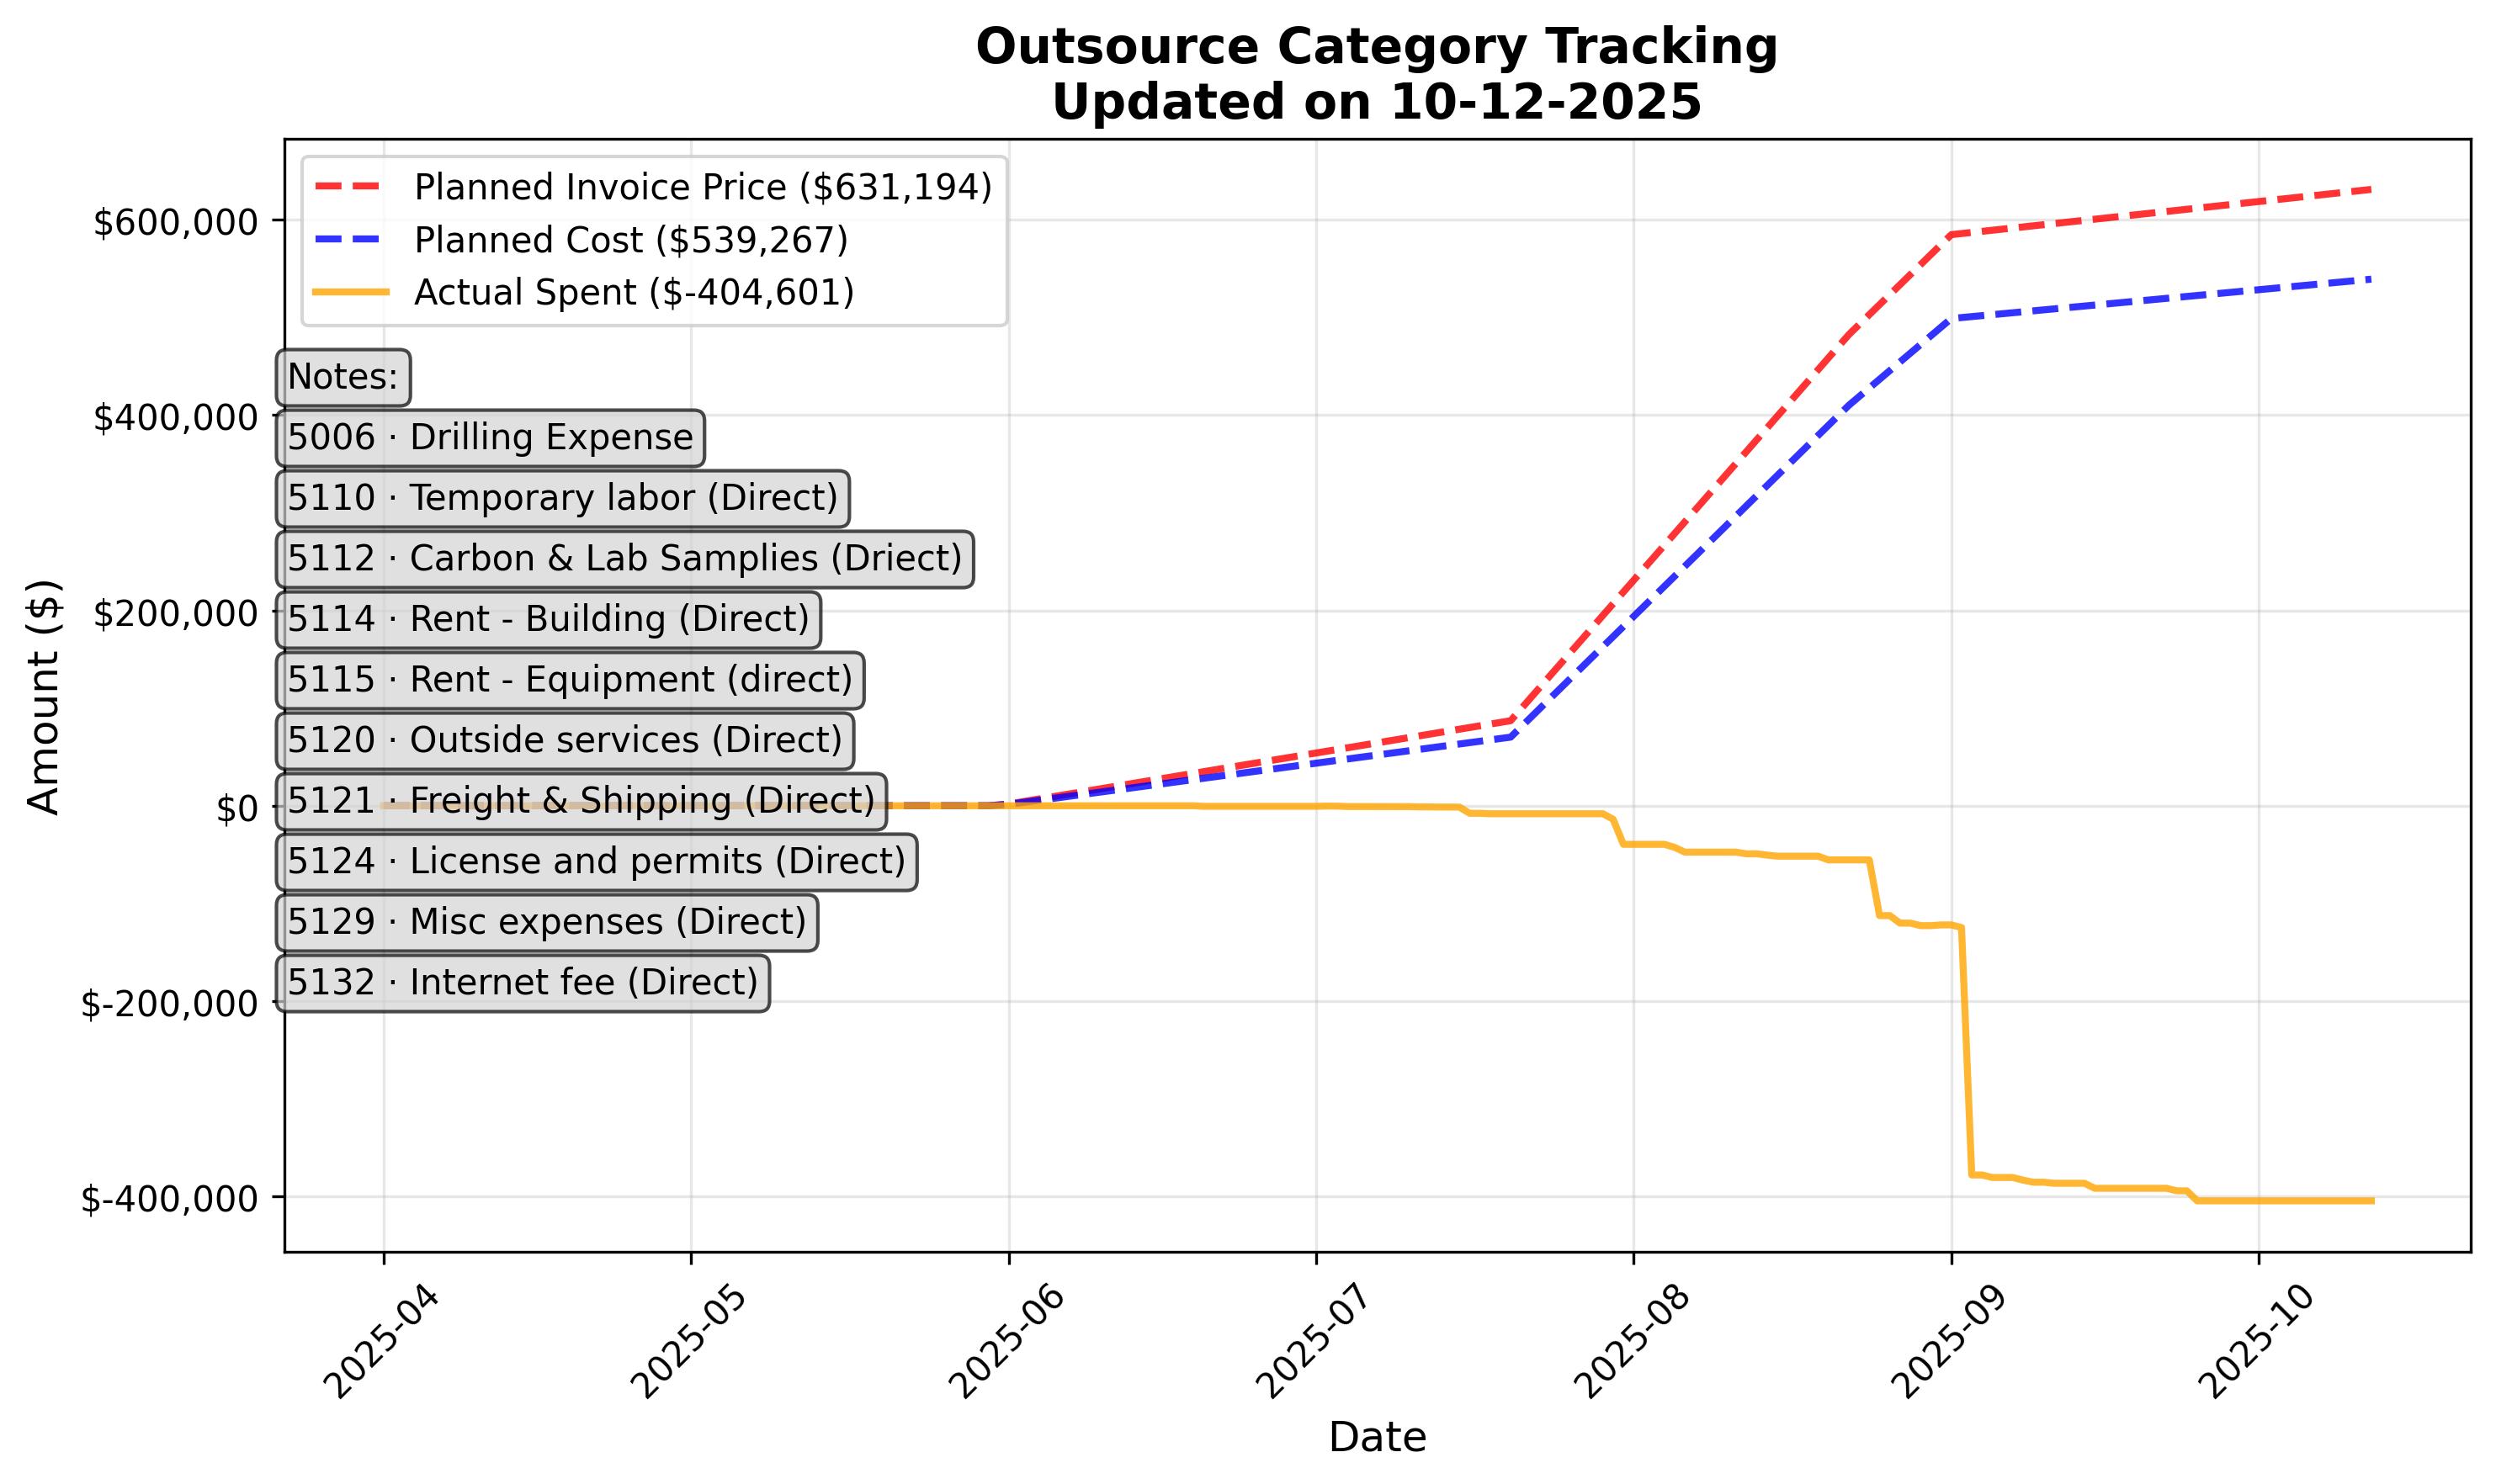 Outsource Category Tracking
Updated on 10-12-2025
Planned Invoice Price ($631,194)
Planned Cost ($539,267)
Actual Spent ($-404,601)
Notes:
5006 · Drilling Expense
5110 · Temporary labor (Direct)
5112 · Carbon & Lab Samplies (Driect)
5114 · Rent - Building (Direct)
5115 · Rent - Equipment (direct)
5120 · Outside services (Direct)
5121 · Freight & Shipping (Direct)
5124 · License and permits (Direct)
5129 · Misc expenses (Direct)
5132 · Internet fee (Direct)
Amount ($)
$600,000
$400,000
$200,000
$0
$-200,000
$-400,000
2025-04
2025-05
2025-06
2025-07
2025-08
2025-09
2025-10
Date